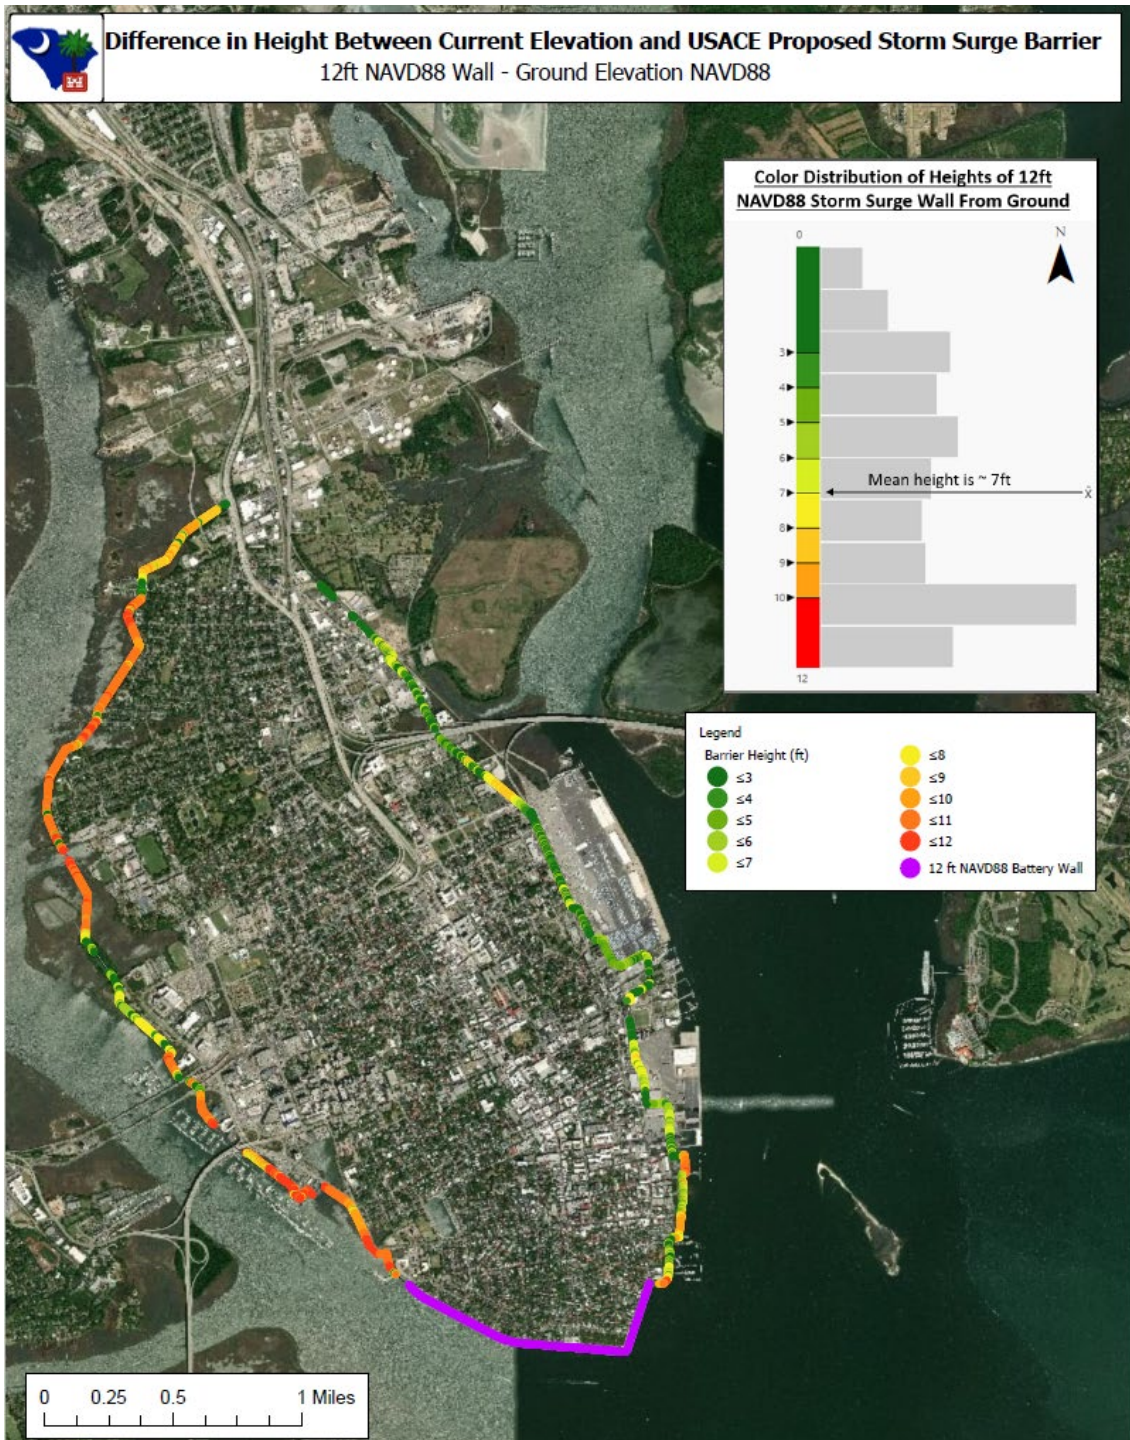 Difference in Height Between Current Elevation and USACE Proposed Storm Surge Barrier
12ft NAVD88 Wall - Ground Elevation NAVD88
Color Distribution of Heights of 12ft
NAVD88 Storm Surge Wall From Ground
0
N
3
4
5
6
Mean height is ~ 7ft
7
x̄
8
9
10
12
Legend
Barrier Height (ft)
≤3
≤4
≤5
≤6
≤7
≤8
≤9
≤10
≤11
≤12
12 ft NAVD88 Battery Wall
0 0.25 0.5 1 Miles